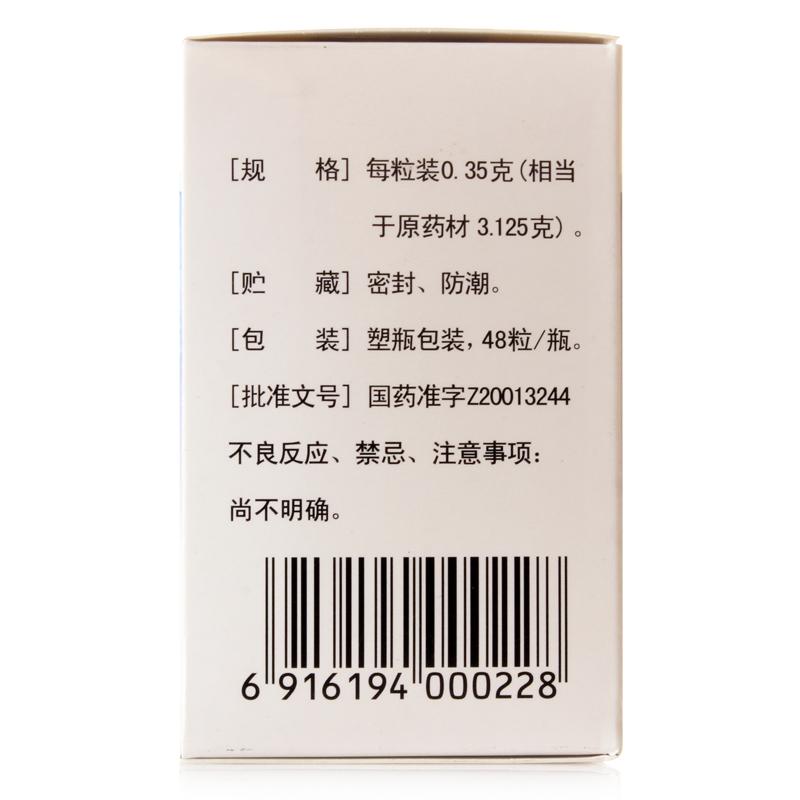 [规 格] 每粒装0.35克(相当
于原药材 3.125克)。
[贮 藏] 密封、防潮。
[包 装] 塑瓶包装, 48粒/瓶。
[批准文号] 国药准字Z20013244
不良反应、禁忌、注意事项:
尚不明确。
6 916194 000228